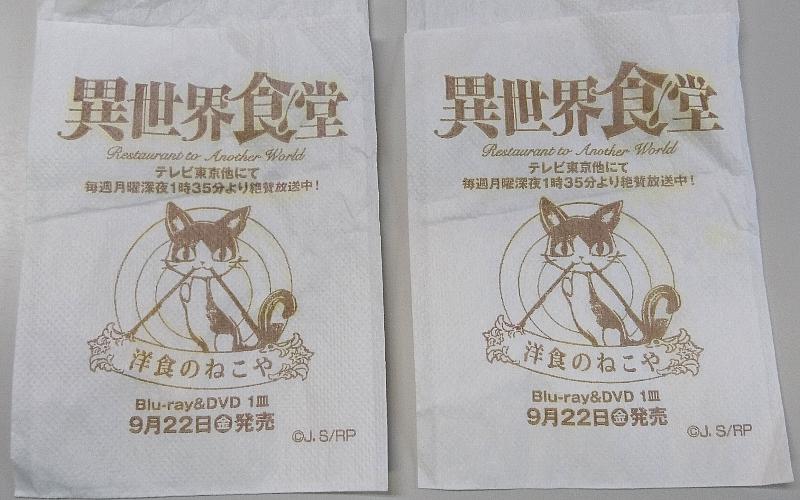 異世界食堂
Restaurant to Another World
テレビ東京他にて
毎週月曜深夜1時35分より絶賛放送中!
洋食のねこや
Blu-ray&DVD 1皿
9月22日㊎発売
©J. S/RP
異世界食堂
Restaurant to Another World
テレビ東京他にて
毎週月曜深夜1時35分より絶賛放送中!
洋食のねこや
Blu-ray&DVD 1皿
9月22日㊎発売
©J. S/RP